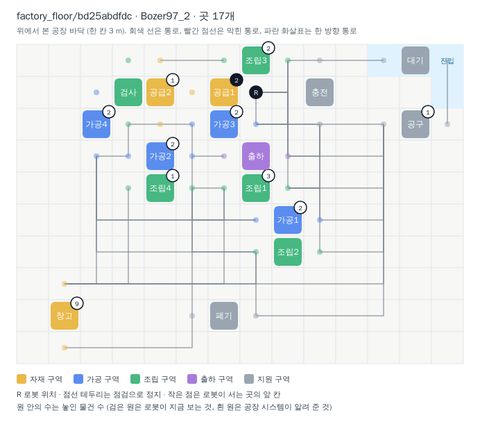 factory_floor/bd25abdfdc · Bozer97_2 · 곳 17개
위에서 본 공장 바닥 (한 칸 3 m). 회색 선은 통로, 빨간 점선은 막힌 통로, 파란 화살표는 한 방향 통로
조립3 2 대기
검사 공급2 1 공급1 2 R 충전
가공4 2 가공3 2 공구 1
가공2 2 출하
조립4 1 조립1 3
가공1 2
조립2
창고 9 폐기
자재 구역 가공 구역 조립 구역 출하 구역 지원 구역
R 로봇 위치 · 점선 테두리는 점검으로 정지 · 작은 점은 로봇이 서는 곳의 앞 칸
원 안의 수는 놓인 물건 수 (검은 원은 로봇이 지금 보는 것, 흰 원은 공장 시스템이 알려 준 것)